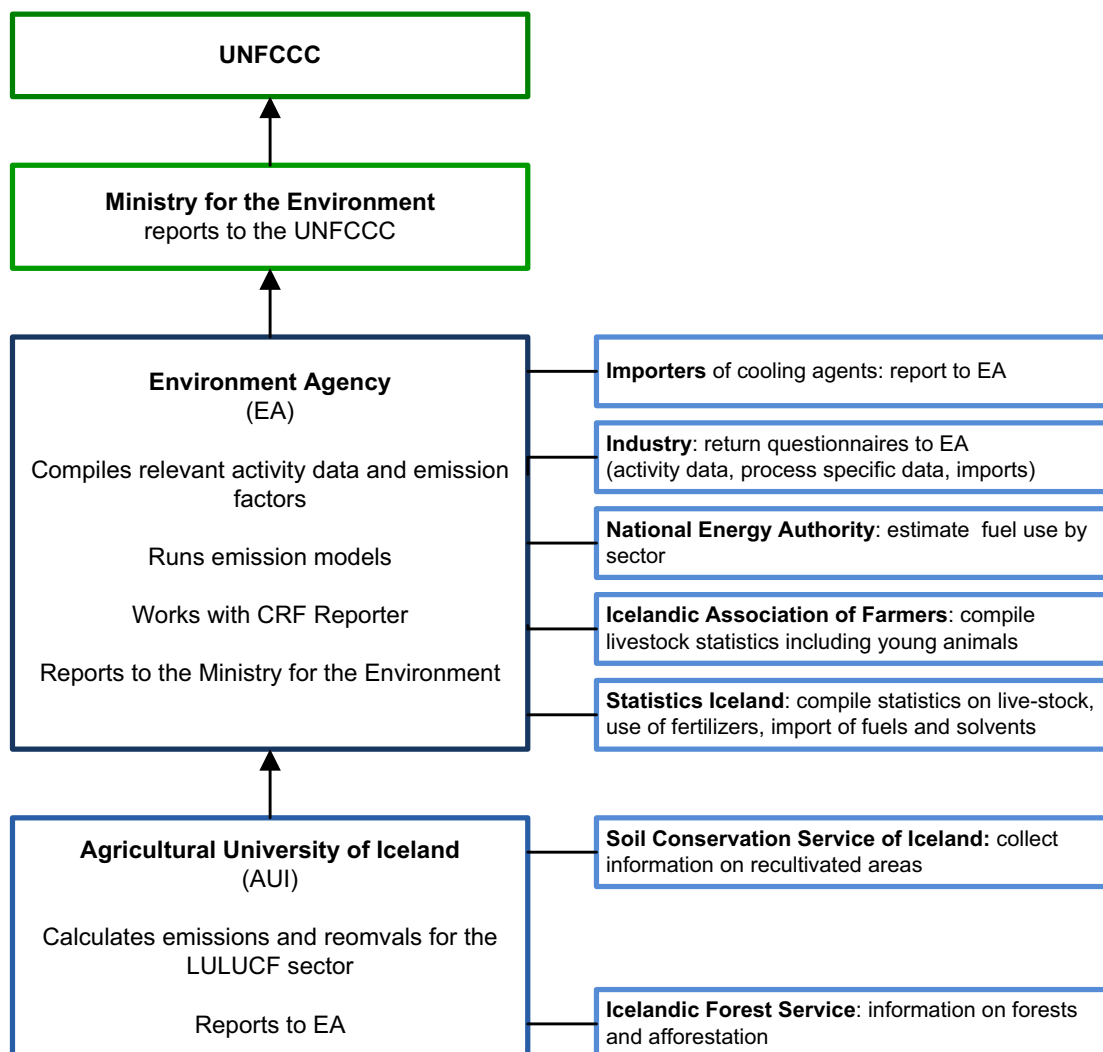 UNFCCC
Ministry for the Environment
reports to the UNFCCC
Environment Agency
(EA)
Compiles relevant activity data and emission
factors
Runs emission models
Works with CRF Reporter
Reports to the Ministry for the Environment
Importers of cooling agents: report to EA
Industry: return questionnaires to EA
(activity data, process specific data, imports)
National Energy Authority: estimate fuel use by
sector
Icelandic Association of Farmers: compile
livestock statistics including young animals
Statistics Iceland: compile statistics on live-stock,
use of fertilizers, import of fuels and solvents
Agricultural University of Iceland
(AUI)
Calculates emissions and reomvals for the
LULUCF sector
Reports to EA
Soil Conservation Service of Iceland: collect
information on recultivated areas
Icelandic Forest Service: information on forests
and afforestation